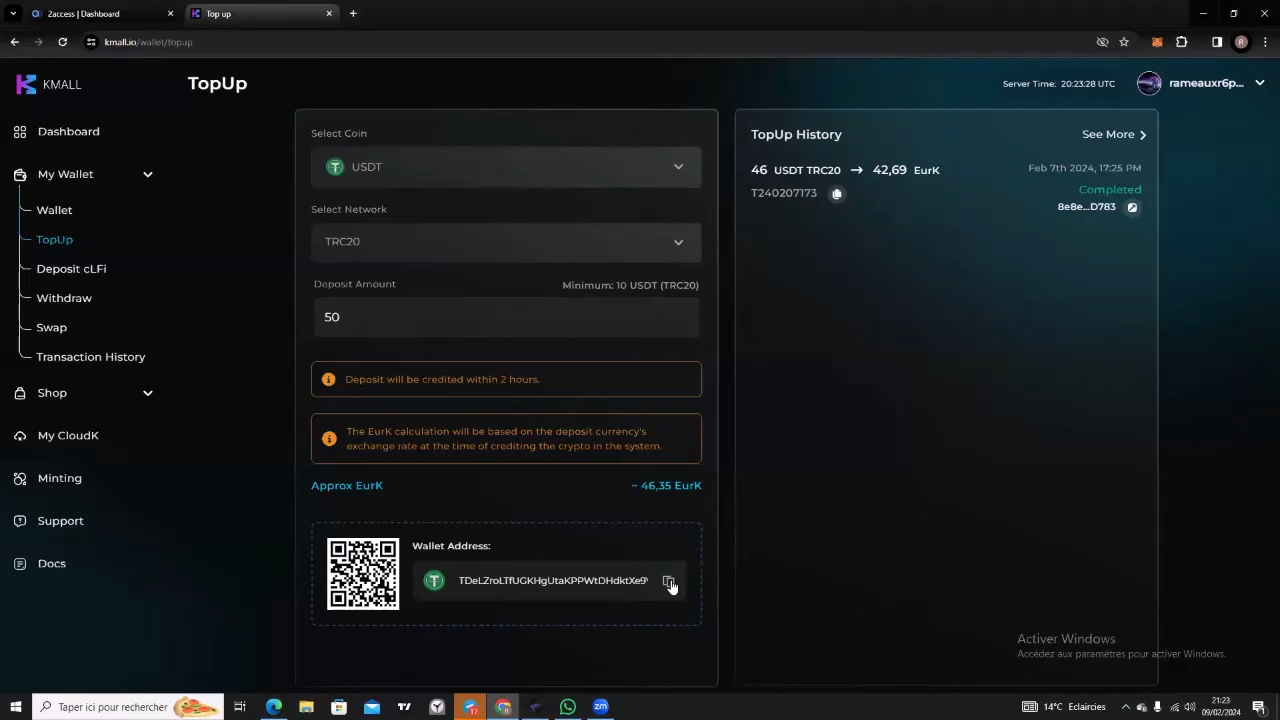 2access | Dashboard
Top up
kmall.io/wallet/topup
R
KMALL
TopUp
Server Time: 20:23:28 UTC
rameauxr6p...
Dashboard
My Wallet
Wallet
TopUp
Deposit cLFi
Withdraw
Swap
Transaction History
Shop
My CloudK
Minting
Support
Docs
Select Coin
USDT
Select Network
TRC20
Deposit Amount
Minimum: 10 USDT (TRC20)
50
Deposit will be credited within 2 hours.
The EurK calculation will be based on the deposit currency's
exchange rate at the time of crediting the crypto in the system.
Approx EurK
~ 46,35 EurK
Wallet Address:
TDeLZroLTfUGKHgUtaKPPWtDHdktXe9
TopUp History
See More
46 USDT TRC20 → 42,69 EurK
Feb 7th 2024, 17:25 PM
T240207173
Completed
8e8e...D783
Activer Windows
Accédez aux paramètres pour activer Windows.
Taper ici pour rechercher
14°C Eclaircies
21:23
09/02/2024